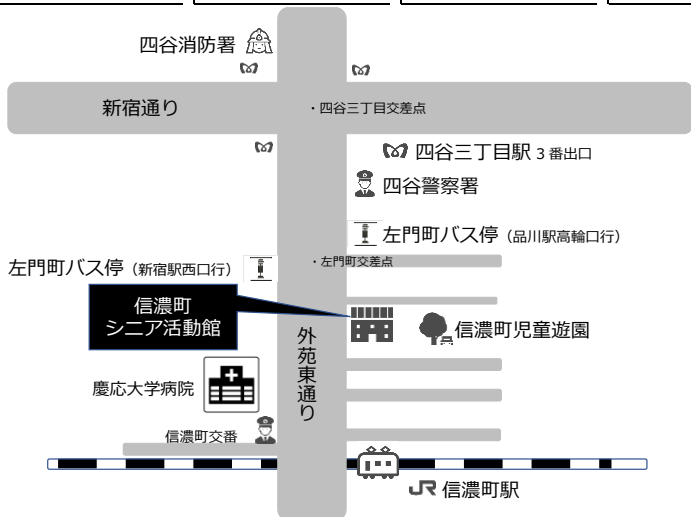 四谷消防署
新宿通り
・四谷三丁目交差点
四谷三丁目駅 3 番出口
四谷警察署
左門町バス停（品川駅高輪口行）
・左門町交差点
左門町バス停（新宿駅西口行）
信濃町
シニア活動館
信濃町児童遊園
外苑東通り
慶応大学病院
信濃町交番
JR 信濃町駅